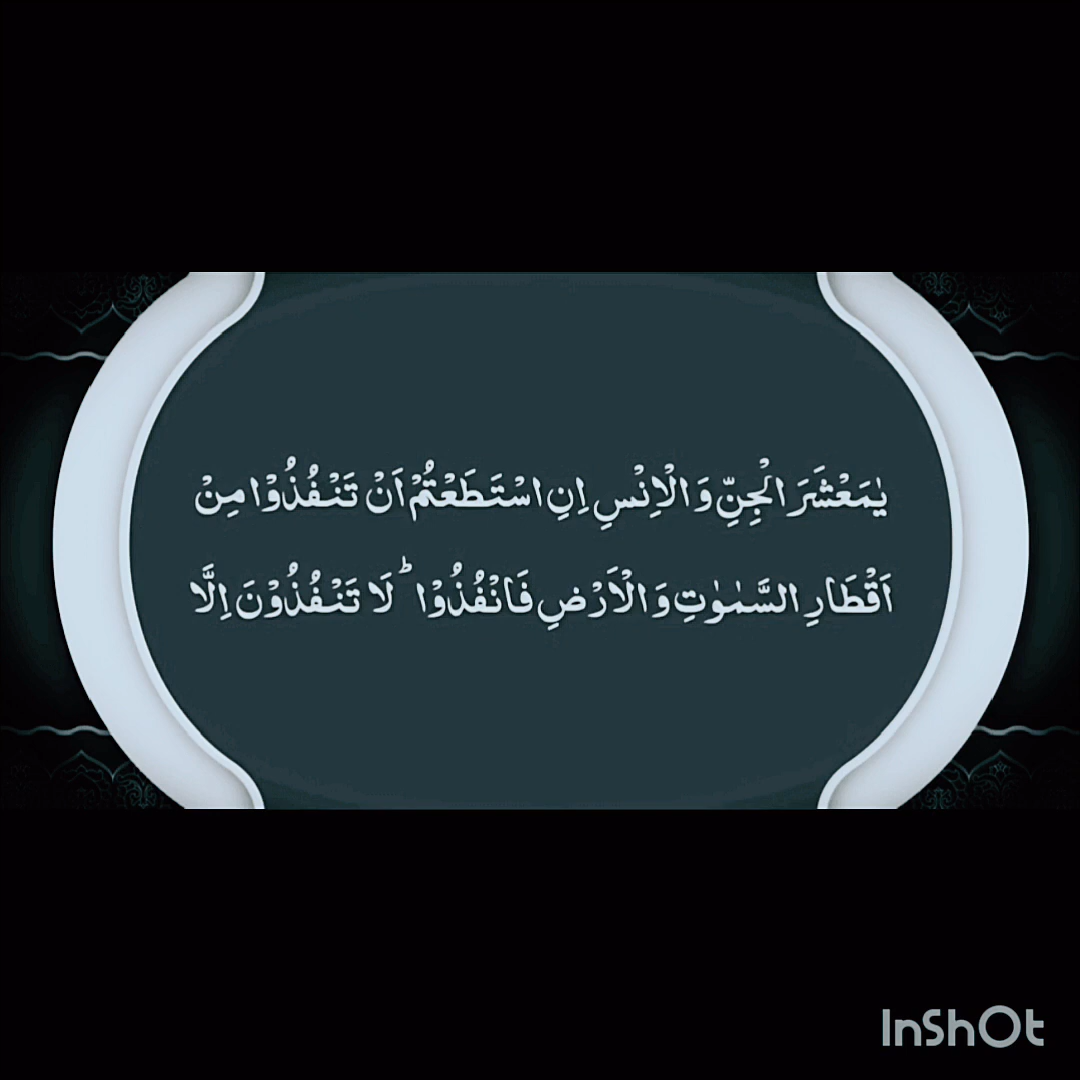 یٰمَعْشَرَ الْجِنِّ وَ الْاِنْسِ اِنِ اسْتَطَعْتُمْ اَنْ تَنْفُذُوْا مِنْ
اَقْطَارِ السَّمٰوٰتِ وَ الْاَرْضِ فَانْفُذُوْا ؕ لَا تَنْفُذُوْنَ اِلَّا
InShOt